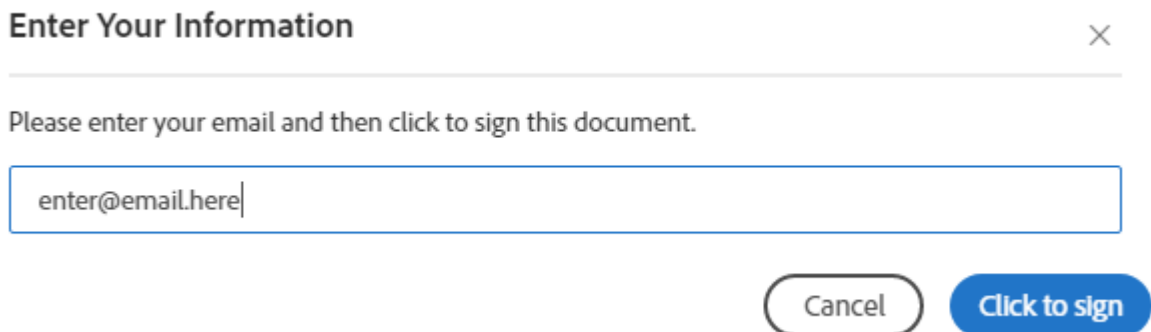 Enter Your Information
Please enter your email and then click to sign this document.
enter@email.here
Cancel
Click to sign